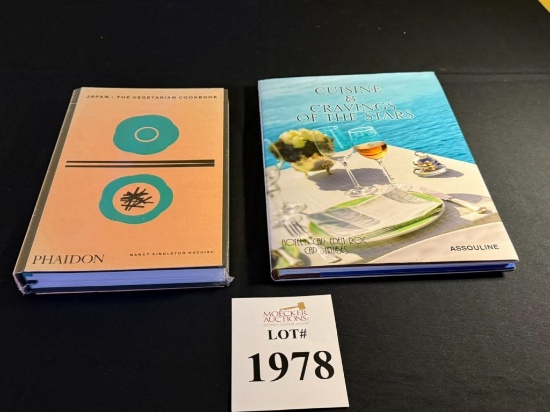 JAPAN - THE VEGETARIAN COOKBOOK
PHAIDON
NANCY SINGLETON HACHISU
CUISINE
&
CRAVINGS
OF THE STARS
HOTEL DU CAP-EDEN-ROC
CAP D'ANTIBES
ASSOULINE
MOECKER
AUCTIONS
LOT#
1978